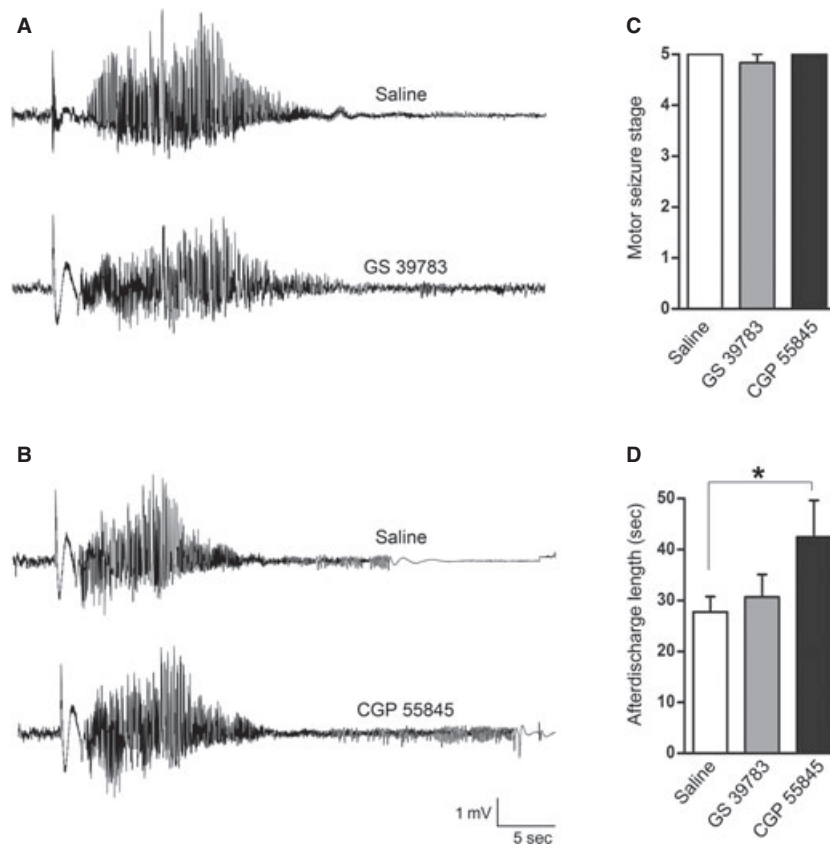 A
Saline
GS 39783
B
Saline
CGP 55845
1 mV
5 sec
C
Motor seizure stage
5
4
3
2
1
0
Saline
GS 39783
CGP 55845
D
*
Afterdischarge length (sec)
50
40
30
20
10
0
Saline
GS 39783
CGP 55845